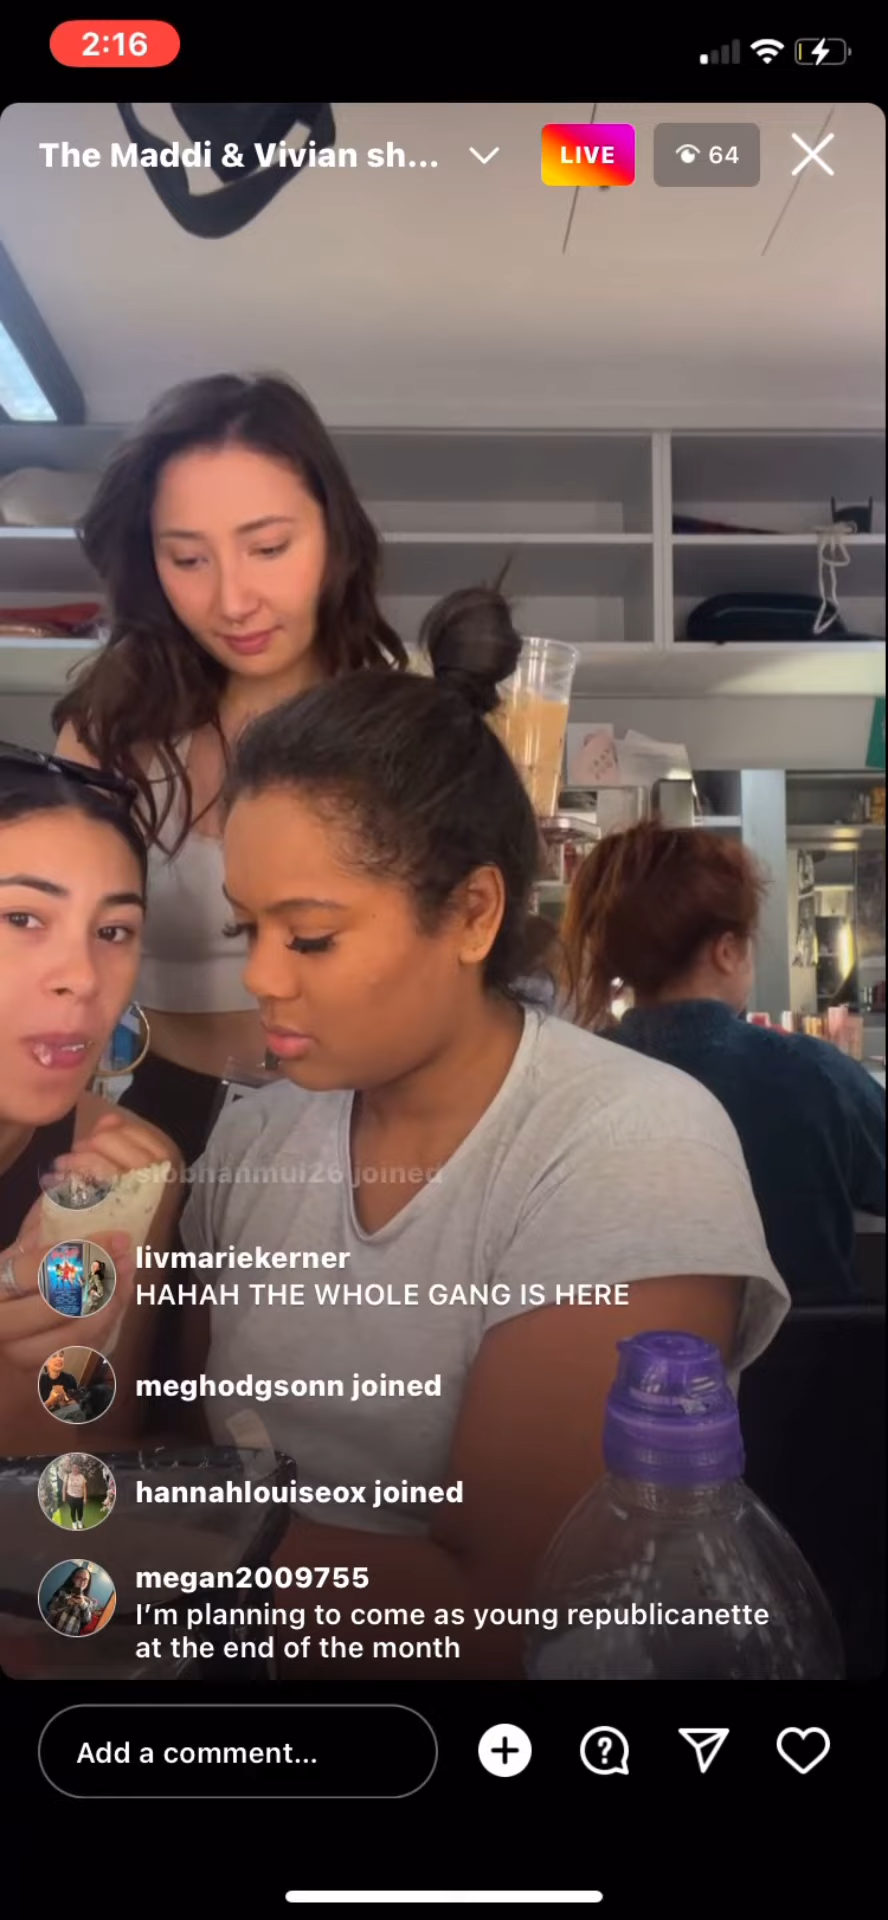 2:16
The Maddi & Vivian sh...
LIVE
64
siobhanmul26 joined
livmariekerner
HAHAH THE WHOLE GANG IS HERE
meghodgsonn joined
hannahlouiseox joined
megan2009755
I'm planning to come as young republicanette
at the end of the month
Add a comment...